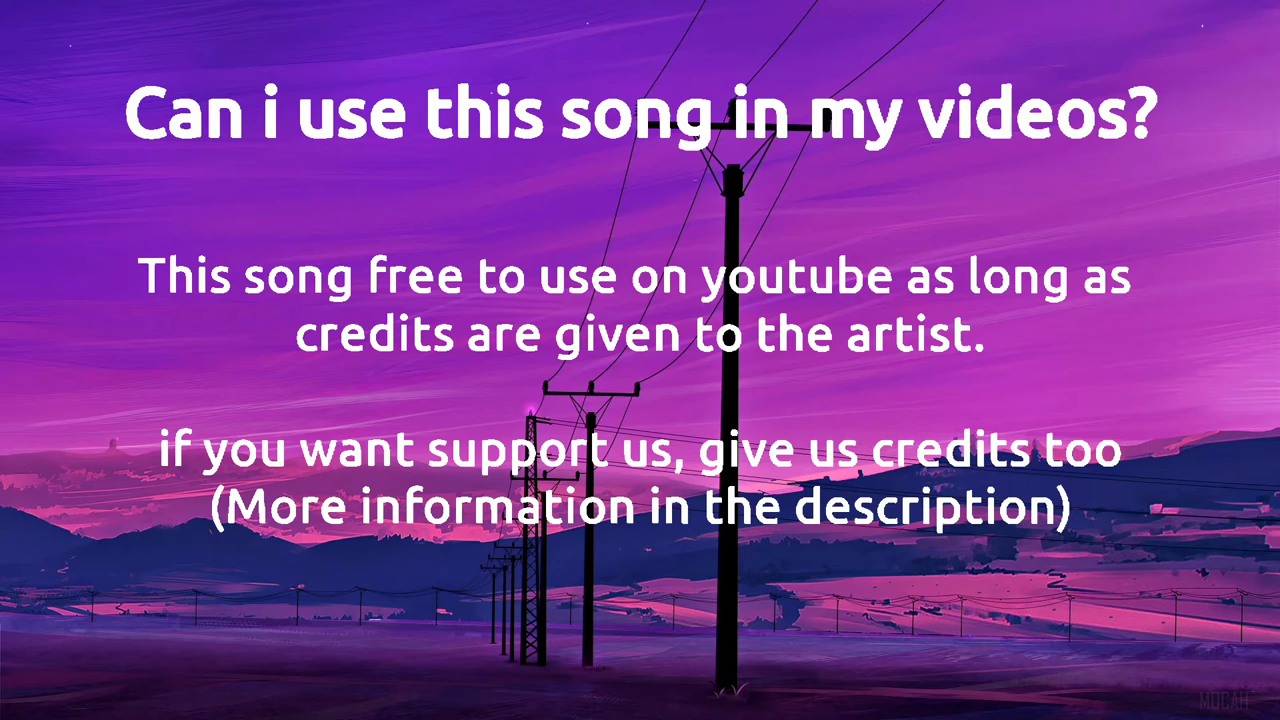 Can i use this song in my videos?
This song free to use on youtube as long as
credits are given to the artist.
if you want support us, give us credits too
(More information in the description)
MOCAH